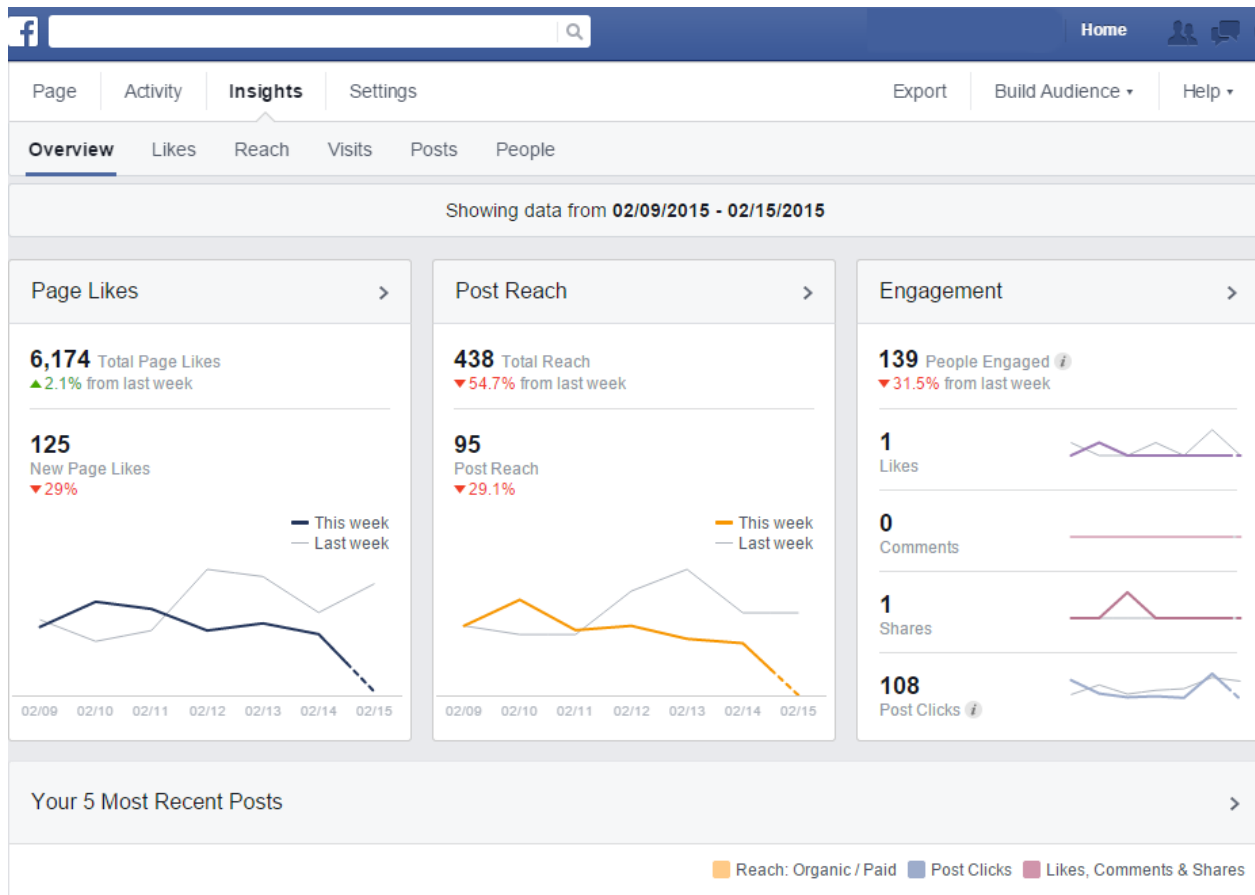 f
Home
Page Activity Insights Settings Export Build Audience Help
Overview Likes Reach Visits Posts People
Showing data from 02/09/2015 - 02/15/2015
Page Likes
6,174 Total Page Likes
2.1% from last week
125
New Page Likes
29%
This week
Last week
02/09 02/10 02/11 02/12 02/13 02/14 02/15
Post Reach
438 Total Reach
54.7% from last week
95
Post Reach
29.1%
This week
Last week
02/09 02/10 02/11 02/12 02/13 02/14 02/15
Engagement
139 People Engaged i
31.5% from last week
1
Likes
0
Comments
1
Shares
108
Post Clicks i
Your 5 Most Recent Posts
Reach: Organic / Paid Post Clicks Likes, Comments & Shares